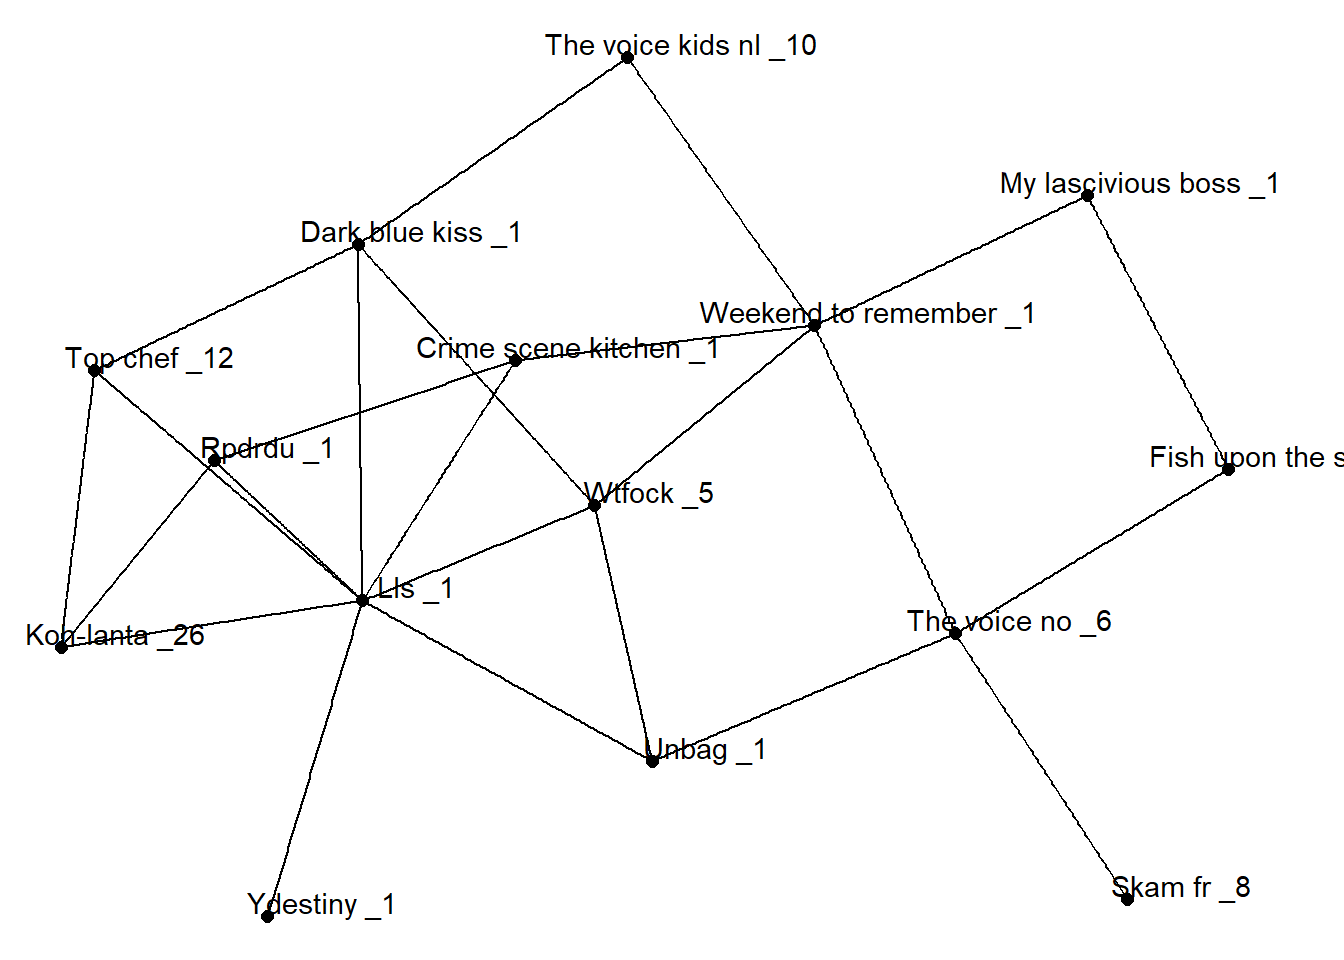 The voice kids nl _10
My lascivious boss _1
Dark blue kiss _1
Weekend to remember _1
Crime scene kitchen _1
Top chef _12
Rpdrdu _1
Fish upon the s
Wtfock _5
Lls _1
The voice no _6
Koh-lanta _26
Unbag _1
Skam fr _8
Ydestiny _1